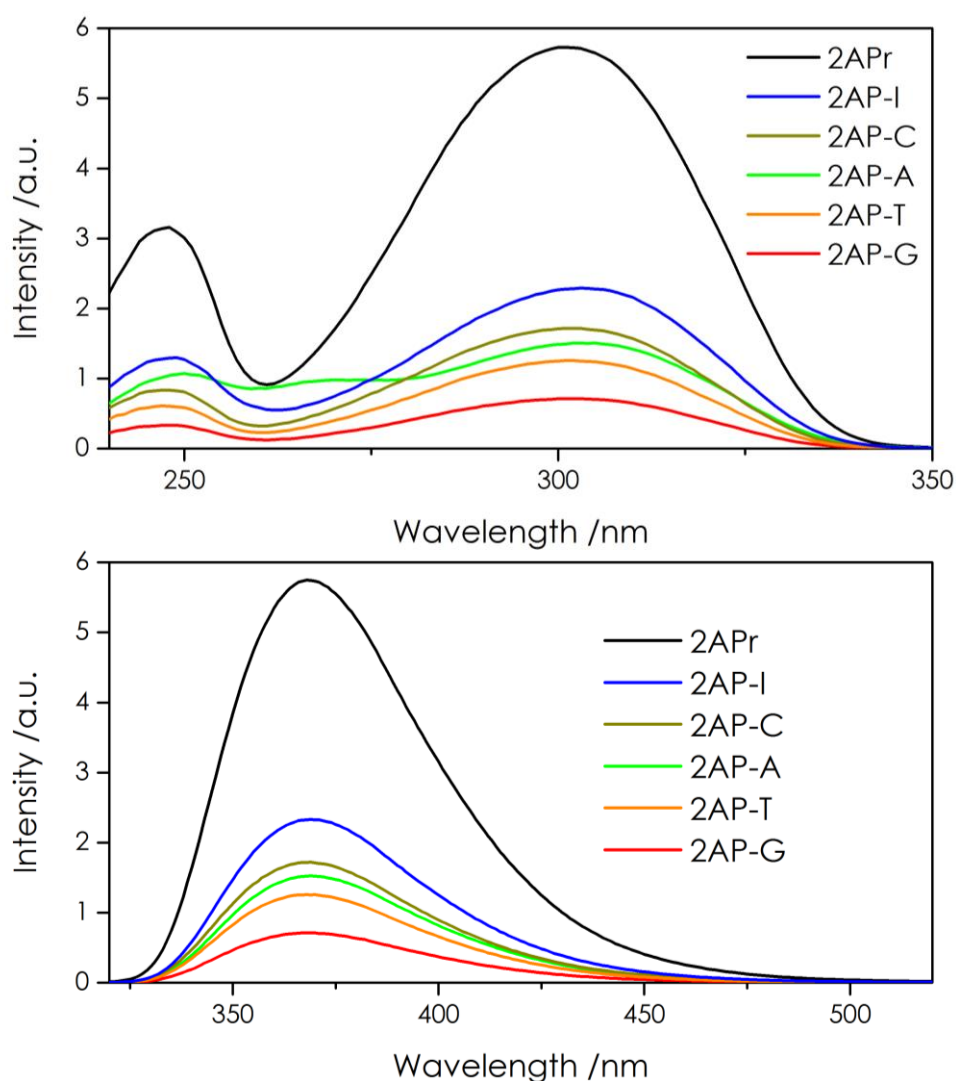 6
5
4
3
2
1
0
Intensity /a.u.
2APr
2AP-I
2AP-C
2AP-A
2AP-T
2AP-G
250
300
350
Wavelength /nm
6
5
4
3
2
1
0
Intensity /a.u.
2APr
2AP-I
2AP-C
2AP-A
2AP-T
2AP-G
350
400
450
500
Wavelength /nm